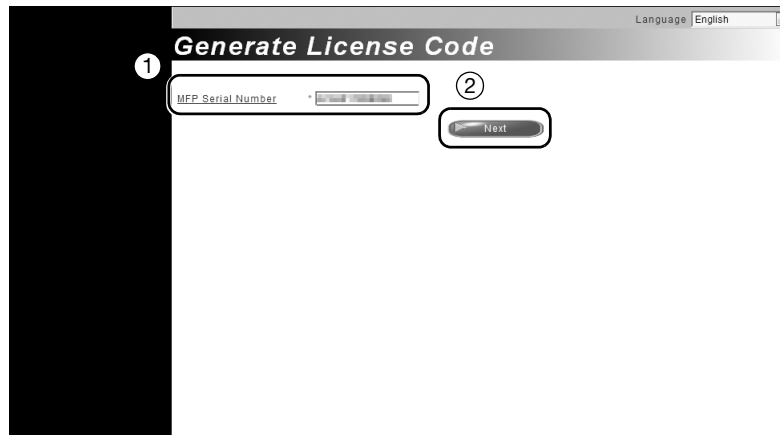 Language English
Generate License Code
1
2
MFP Serial Number *
Next